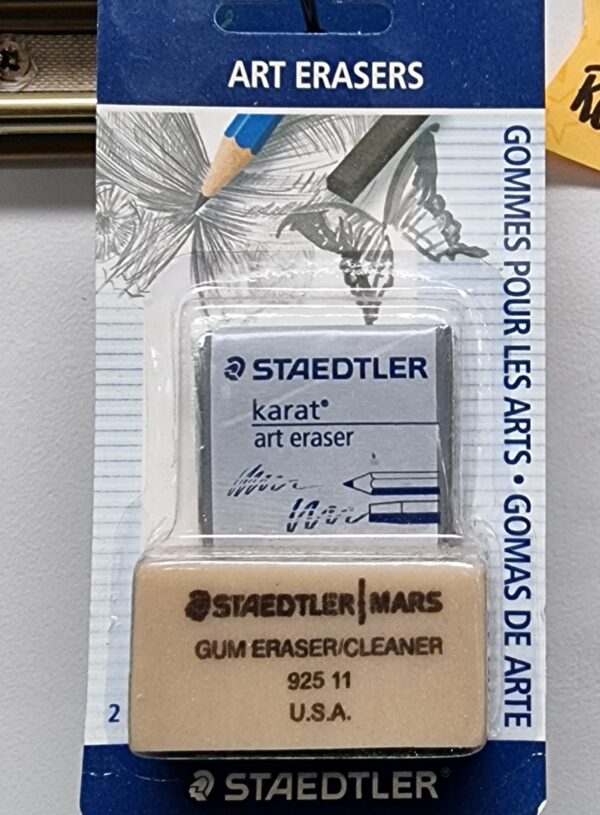 ART ERASERS
GOMMES POUR LES ARTS • GOMAS DE ARTE
STAEDTLER
karat®
art eraser
STAEDTLER MARS
GUM ERASER/CLEANER
925 11
U.S.A.
2
STAEDTLER®